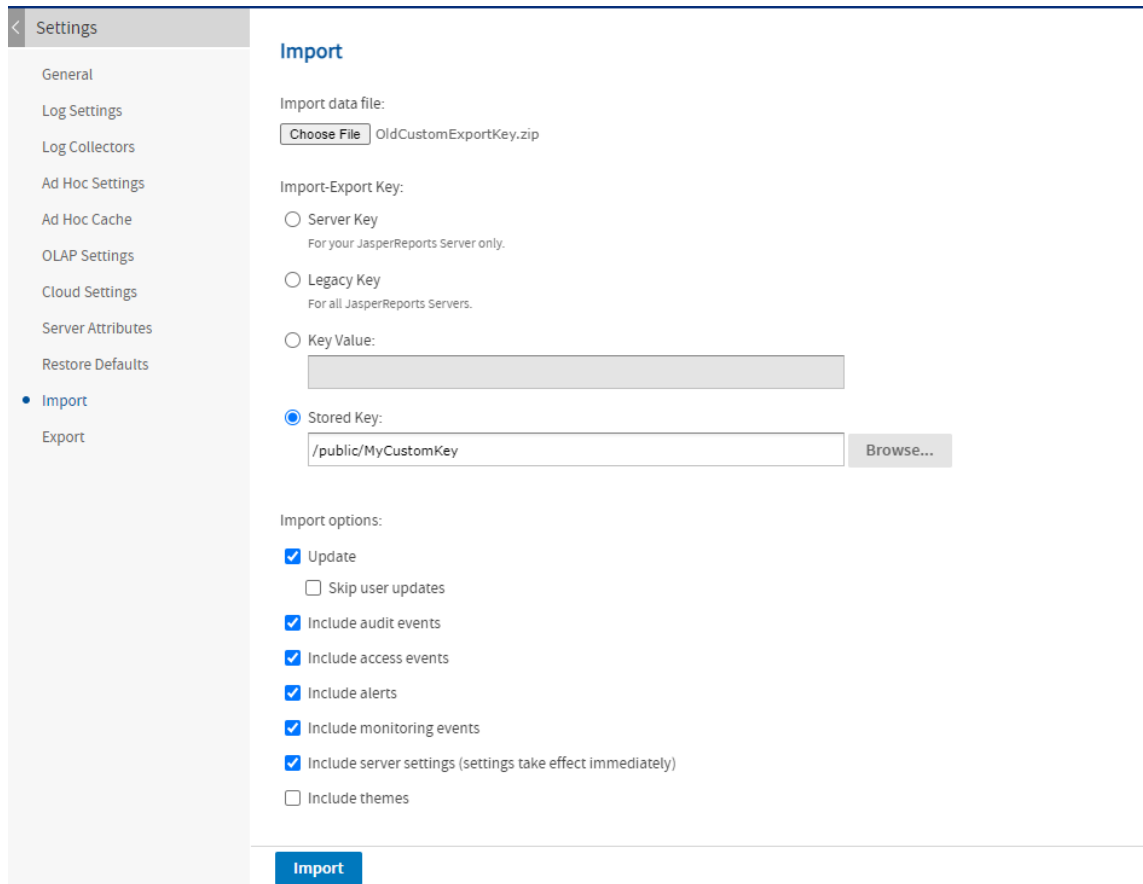 Settings
General
Log Settings
Log Collectors
Ad Hoc Settings
Ad Hoc Cache
OLAP Settings
Cloud Settings
Server Attributes
Restore Defaults
Import
Export
Import
Import data file:
Choose File OldCustomExportKey.zip
Import-Export Key:
Server Key
For your JasperReports Server only.
Legacy Key
For all JasperReports Servers.
Key Value:
Stored Key:
/public/MyCustomKey Browse...
Import options:
Update
Skip user updates
Include audit events
Include access events
Include alerts
Include monitoring events
Include server settings (settings take effect immediately)
Include themes
Import